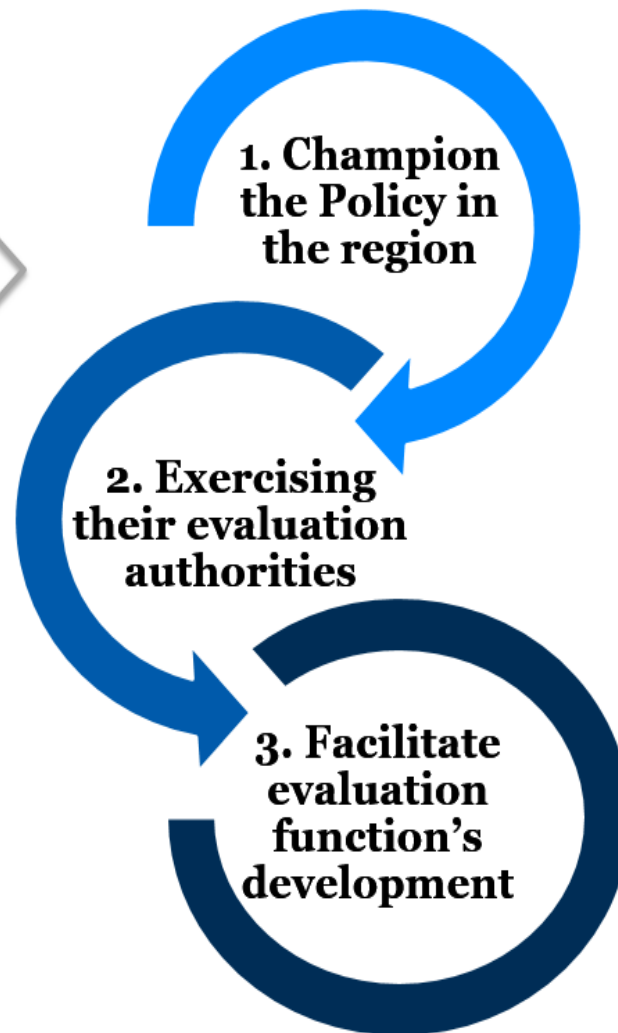 1. Champion
the Policy in
the region
2. Exercising
their evaluation
authorities
3. Facilitate
evaluation
function’s
development